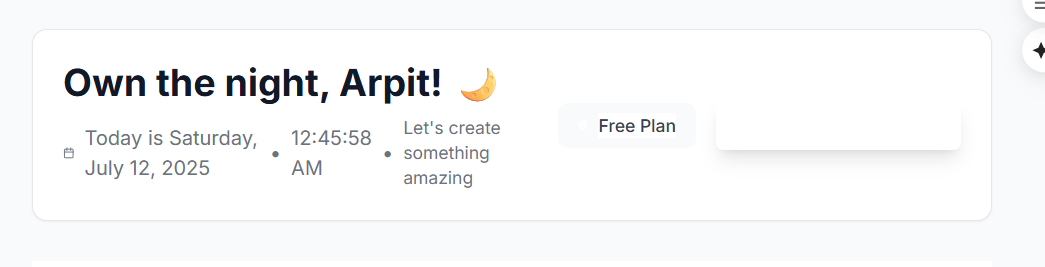 Own the night, Arpit! 🌙
Today is Saturday,
July 12, 2025
•
12:45:58
AM
•
Let's create
something
amazing
Free Plan